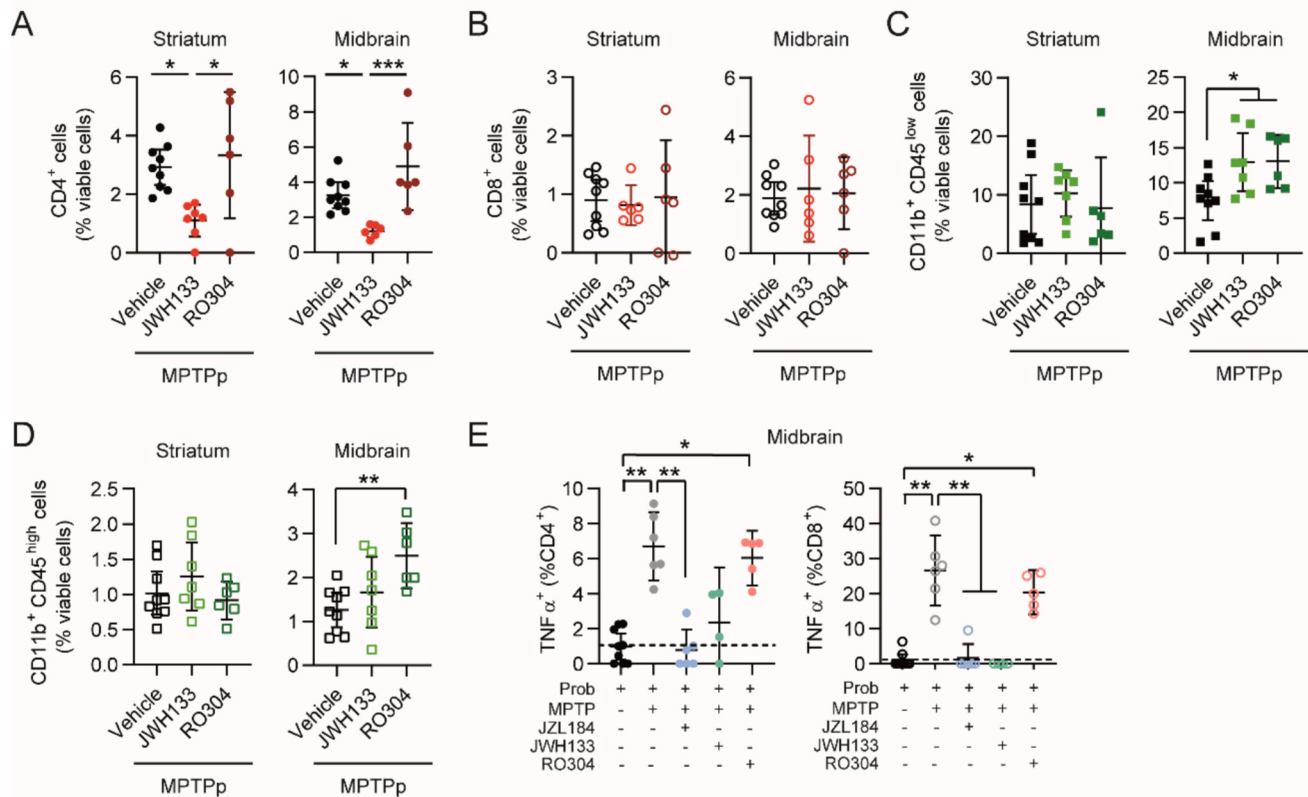 A
Striatum
Midbrain
* *
* ***
CD4+ cells
(% viable cells)
6
4
2
0
10
8
6
4
2
0
Vehicle
JWH133
RO304
Vehicle
JWH133
RO304
MPTPp
MPTPp
B
Striatum
Midbrain
CD8+ cells
(% viable cells)
3
2
1
0
6
4
2
0
Vehicle
JWH133
RO304
Vehicle
JWH133
RO304
MPTPp
MPTPp
C
Striatum
Midbrain
*
CD11b+ CD45low cells
(% viable cells)
30
20
10
0
25
20
15
10
5
0
Vehicle
JWH133
RO304
Vehicle
JWH133
RO304
MPTPp
MPTPp
D
Striatum
Midbrain
**
CD11b+ CD45high cells
(% viable cells)
2.5
2.0
1.5
1.0
0.5
0.0
4
3
2
1
0
Vehicle
JWH133
RO304
Vehicle
JWH133
RO304
MPTPp
MPTPp
E
Midbrain
*
** **
TNFα+ (%CD4+)
10
8
6
4
2
0
Prob + + + + +
MPTP - + + + +
JZL184 - - + - -
JWH133 - - - + -
RO304 - - - - +
*
** **
TNFα+ (%CD8+)
50
40
30
20
10
0
Prob + + + + +
MPTP - + + + +
JZL184 - - + - -
JWH133 - - - + -
RO304 - - - - +